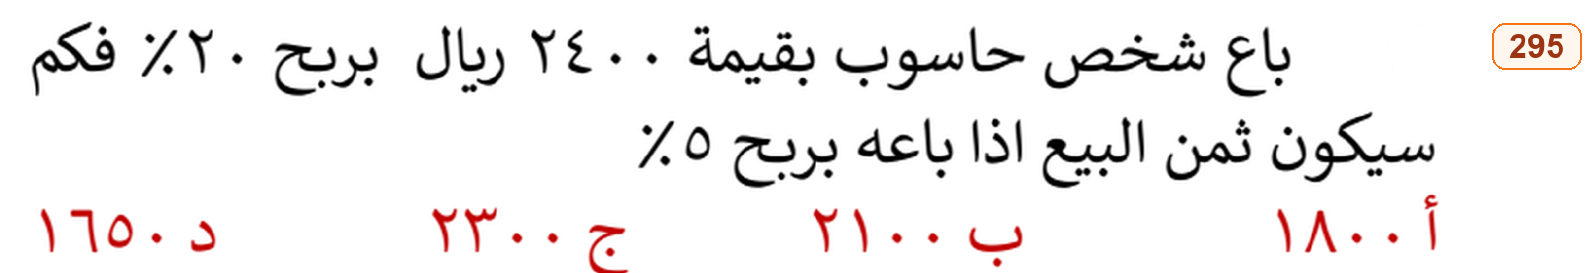 295
باع شخص حاسوب بقيمة ٢٤٠٠ ريال بربح ٢٠٪ فكم
سيكون ثمن البيع اذا باعه بربح ٥٪
أ ١٨٠٠ ب ٢١٠٠ ج ٢٣٠٠ د ١٦٥٠